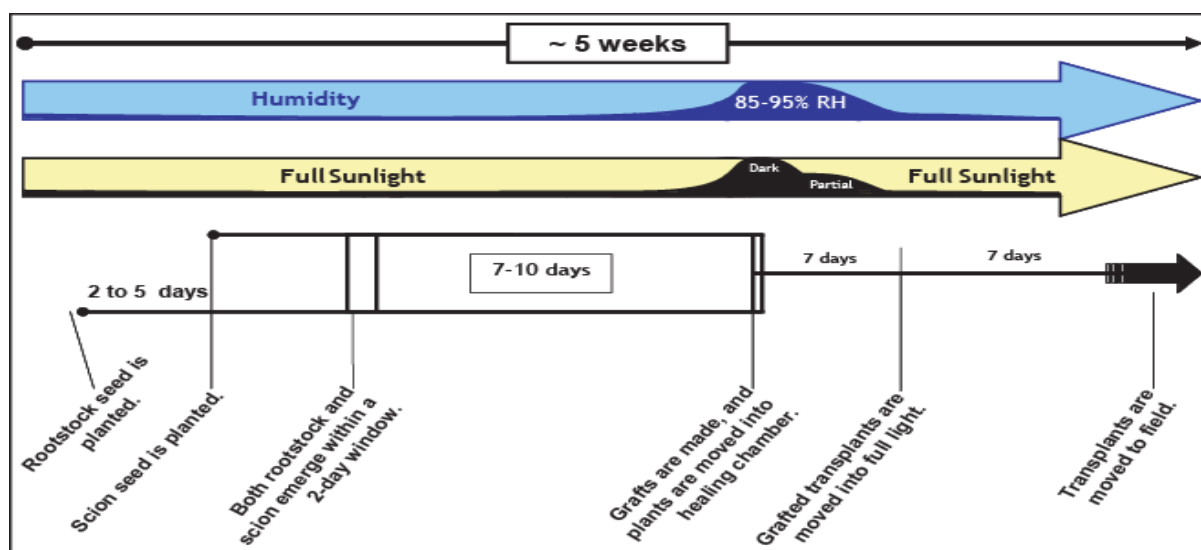 ~ 5 weeks
Humidity
85-95% RH
Full Sunlight
Dark
Partial
Full Sunlight
2 to 5 days
7-10 days
7 days
7 days
Rootstock seed is
planted.
Scion seed is planted.
Both rootstock and
scion emerge within a
2-day window.
Grafts are made, and
plants are moved into
healing chamber.
Grafted transplants are
moved into full light.
Transplants are
moved to field.